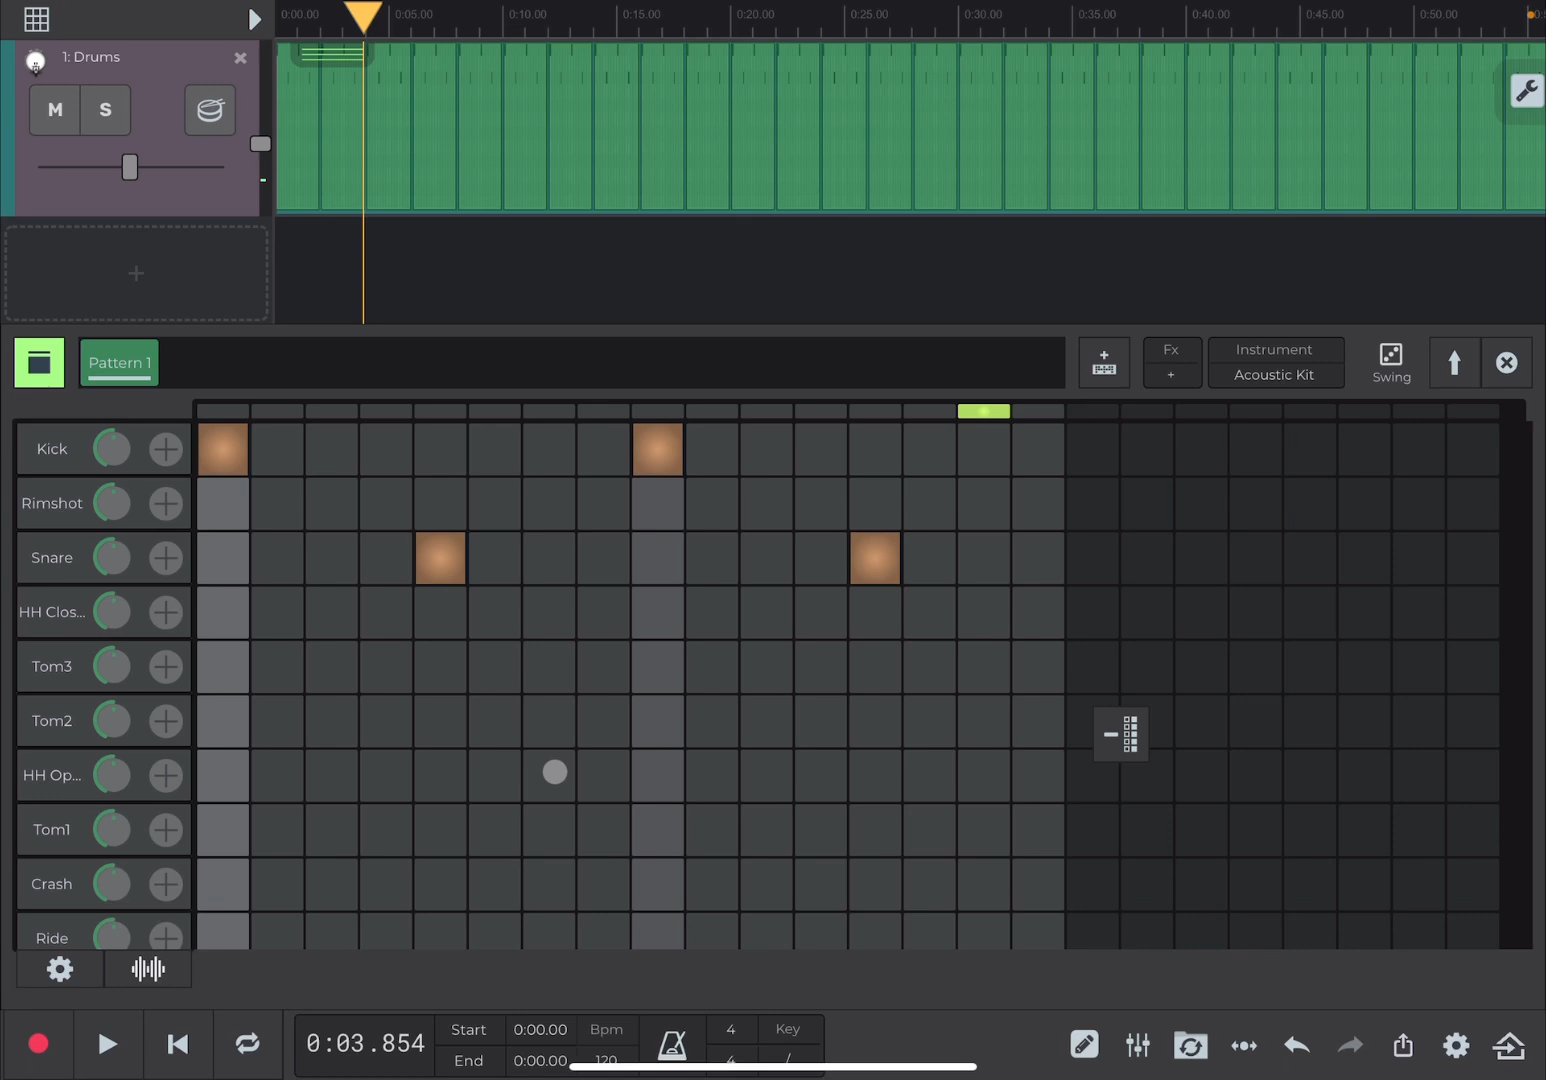 0:00.00 0:05.00 0:10.00 0:15.00 0:20.00 0:25.00 0:30.00 0:35.00 0:40.00 0:45.00 0:50.00
1: Drums
M S
Pattern 1
Fx
+
Instrument
Acoustic Kit
Swing
Kick
Rimshot
Snare
HH Clos...
Tom3
Tom2
HH Op...
Tom1
Crash
Ride
0:03.854
Start 0:00.00 Bpm 4 Key
End 0:00.00 120 4 /